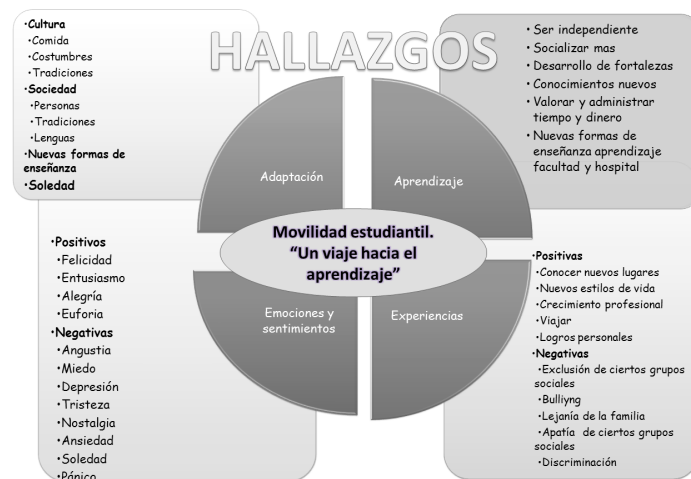 HALLAZGOS
•Cultura
•Comida
•Costumbres
•Tradiciones
•Sociedad
•Personas
•Tradiciones
•Lenguas
•Nuevas formas de
enseñanza
•Soledad
• Ser independiente
• Socializar mas
• Desarrollo de fortalezas
• Conocimientos nuevos
• Valorar y administrar
tiempo y dinero
• Nuevas formas de
enseñanza aprendizaje
facultad y hospital
Adaptación
Aprendizaje
Movilidad estudiantil.
“Un viaje hacia el
aprendizaje”
Emociones y
sentimientos
Experiencias
•Positivos
•Felicidad
•Entusiasmo
•Alegría
•Euforia
•Negativas
•Angustia
•Miedo
•Depresión
•Tristeza
•Nostalgia
•Ansiedad
•Soledad
•Pánico
•Positivas
•Conocer nuevos lugares
•Nuevos estilos de vida
•Crecimiento profesional
•Viajar
•Logros personales
•Negativas
•Exclusión de ciertos grupos
sociales
•Bulliyng
•Lejanía de la familia
•Apatía de ciertos grupos
sociales
•Discriminación